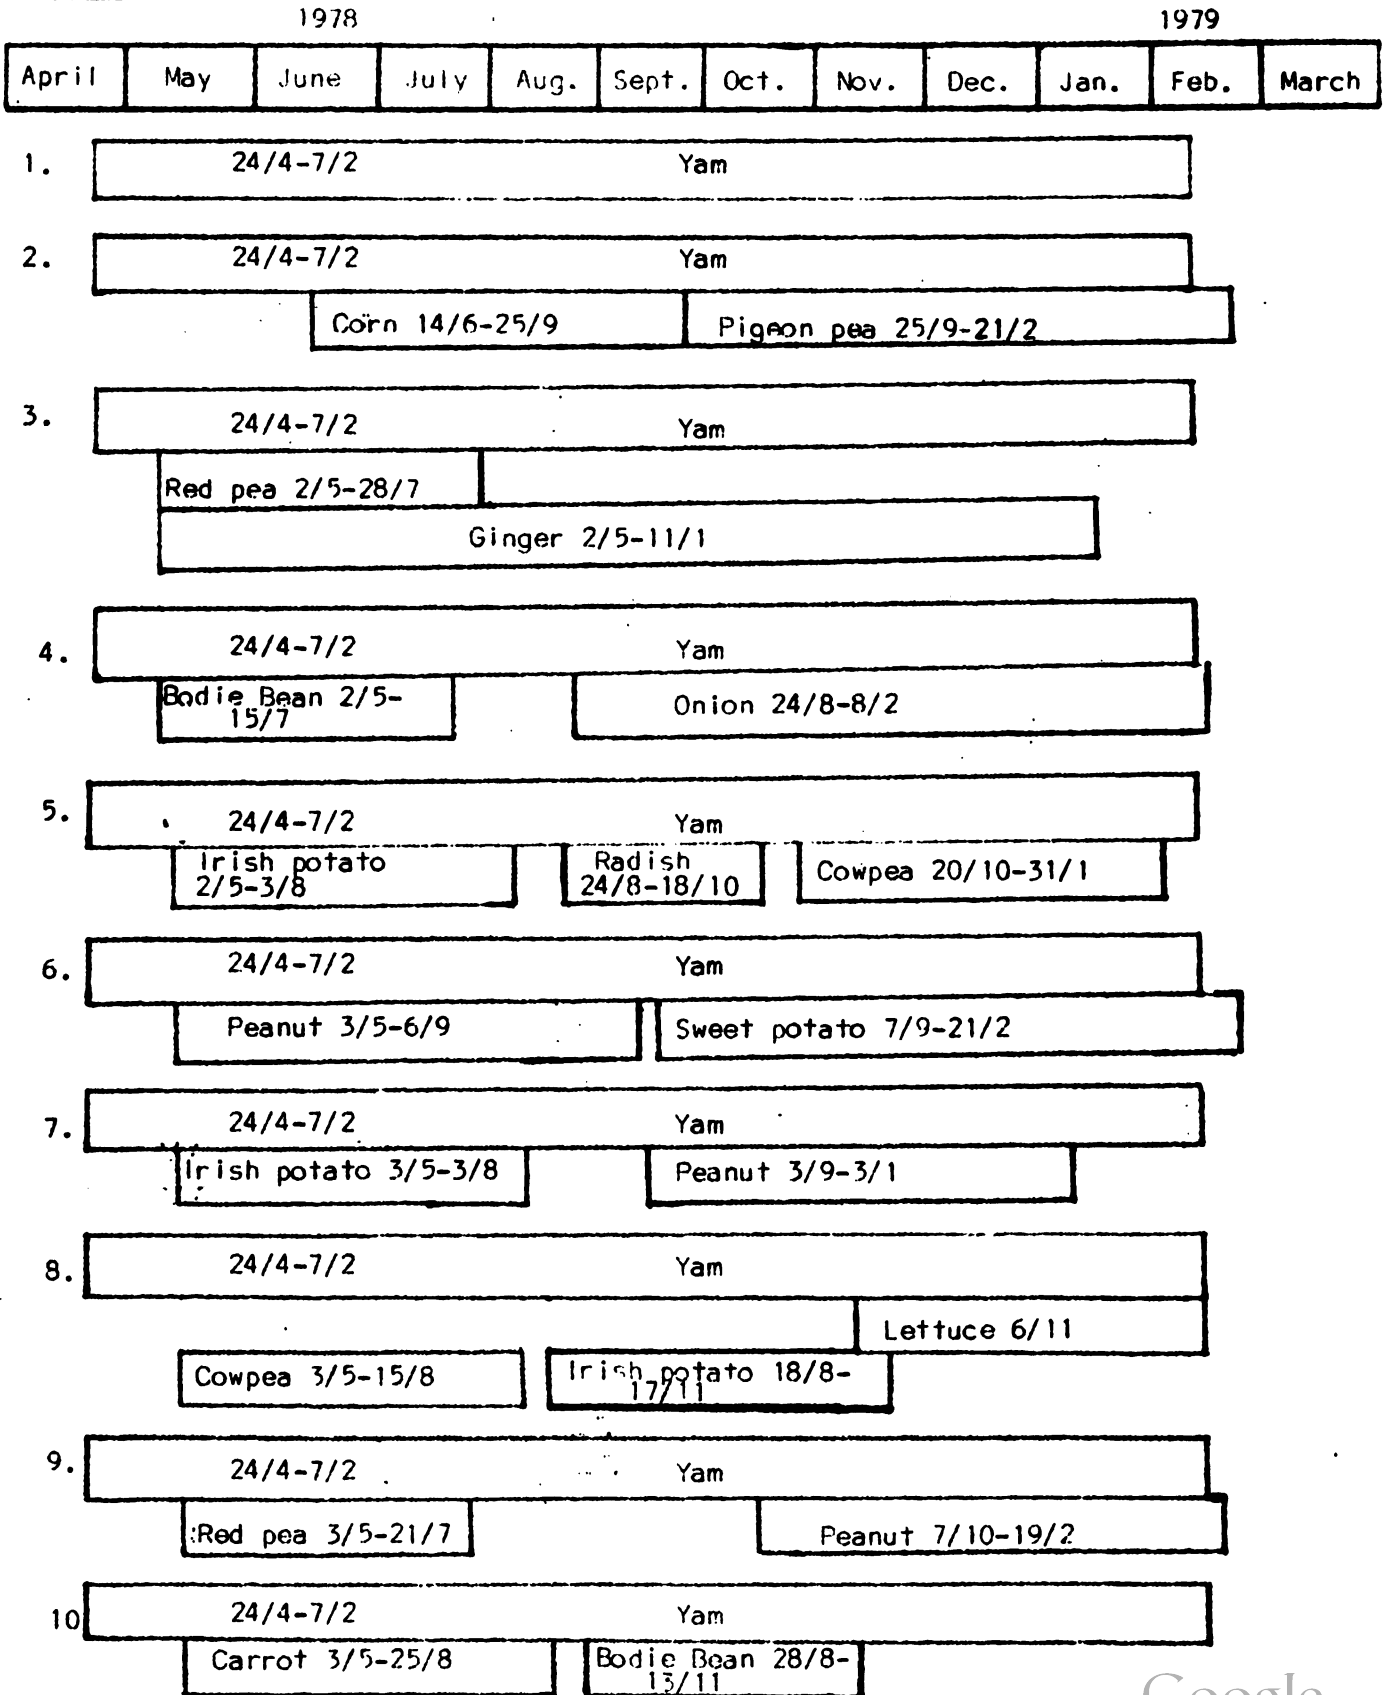 1978 1979
April May June July Aug. Sept. Oct. Nov. Dec. Jan. Feb. March
1. 24/4-7/2 Yam
2. 24/4-7/2 Yam
Corn 14/6-25/9 Pigeon pea 25/9-21/2
3. 24/4-7/2 Yam
Red pea 2/5-28/7
Ginger 2/5-11/1
4. 24/4-7/2 Yam
Bodie Bean 2/5-
15/7
Onion 24/8-8/2
5. 24/4-7/2 Yam
Irish potato
2/5-3/8
Radish
24/8-18/10
Cowpea 20/10-31/1
6. 24/4-7/2 Yam
Peanut 3/5-6/9 Sweet potato 7/9-21/2
7. 24/4-7/2 Yam
Irish potato 3/5-3/8 Peanut 3/9-3/1
8. 24/4-7/2 Yam
Lettuce 6/11
Cowpea 3/5-15/8
Irish potato 18/8-
17/11
9. 24/4-7/2 Yam
Red pea 3/5-21/7 Peanut 7/10-19/2
10 24/4-7/2 Yam
Carrot 3/5-25/8
Bodie Bean 28/8-
13/11
Google